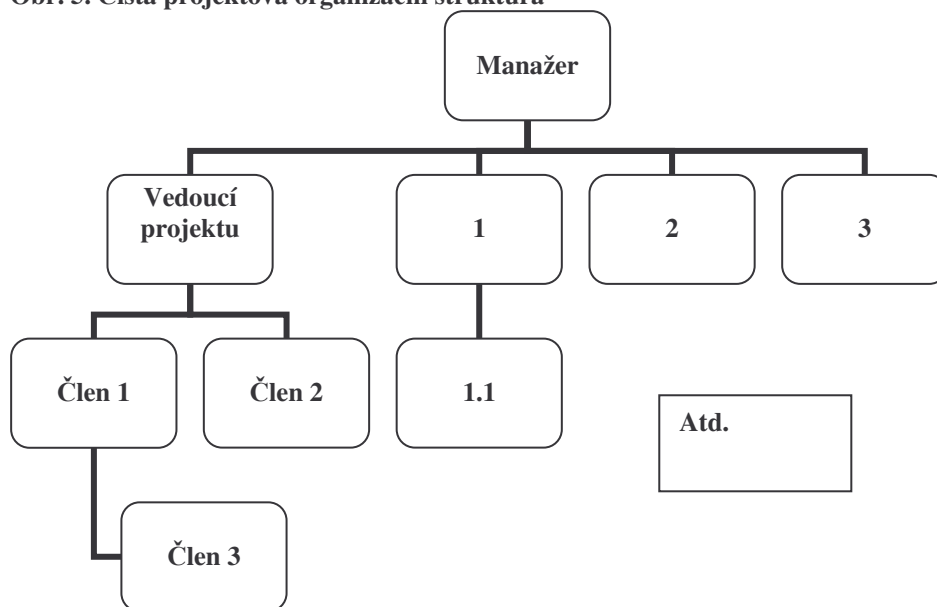 Obr. 5. Čistá projektová organizační struktura
Manažer
Vedoucí
projektu
1
2
3
Člen 1
Člen 2
1.1
Atd.
Člen 3